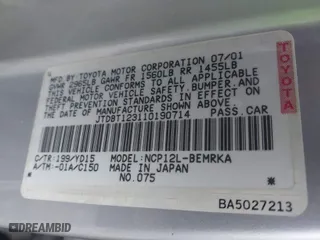 MFD. BY TOYOTA MOTOR CORPORATION 07/01
GVWR 2965LB GAWR FR 1560LB RR 1455LB
THIS VEHICLE CONFORMS TO ALL APPLICABLE
FEDERAL MOTOR VEHICLE SAFETY, BUMPER, AND
THEFT PREVENTION STANDARDS IN EFFECT ON
THE DATE OF MANUFACTURE SHOWN ABOVE.
JTDBT123110190714 PASS.CAR
C/TR:199/YD15 MODEL:NCP12L-BEMRKA
A/TM:-01A/C150 MADE IN JAPAN
NO.075
TOYOTA
BA5027213